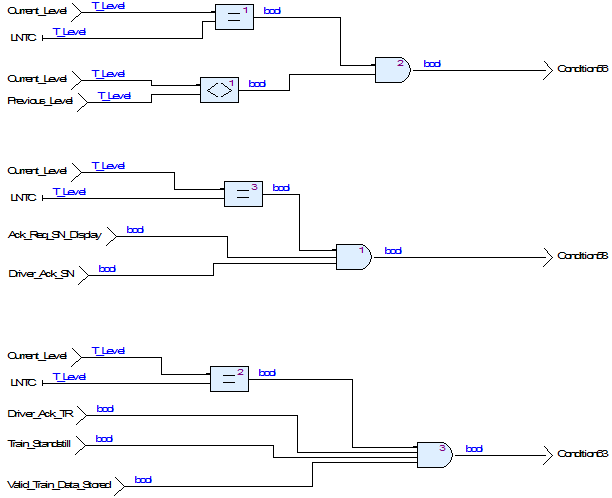 Current_Level
T_Level
=
1
bool
LNTC
T_Level
2
bool
Condition56
Current_Level
T_Level
<>
1
bool
Previous_Level
T_Level
Current_Level
T_Level
=
3
bool
LNTC
T_Level
Ack_Req_SN_Display
bool
1
bool
Condition58
Driver_Ack_SN
bool
Current_Level
T_Level
=
2
bool
LNTC
T_Level
Driver_Ack_TR
bool
Train_Standstill
bool
3
bool
Condition63
Valid_Train_Data_Stored
bool